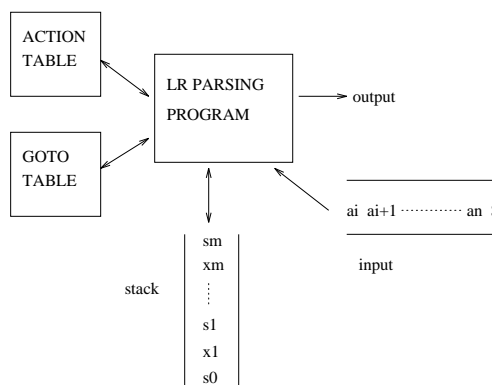 ACTION
TABLE
LR PARSING
PROGRAM
output
GOTO
TABLE
ai ai+1 ............ an
input
stack
sm
xm
s1
x1
s0